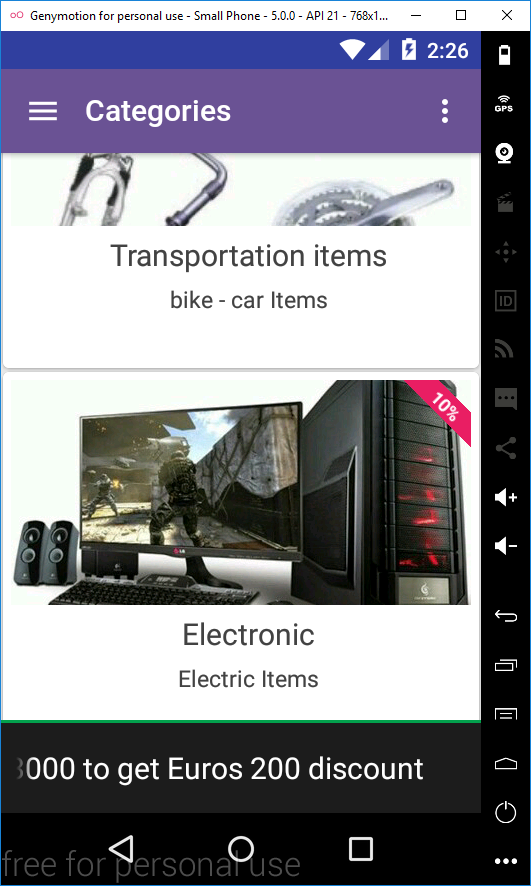 Genymotion for personal use - Small Phone - 5.0.0 - API 21 - 768x1...
2:26
Categories
GPS
Transportation items
bike - car Items
ID
10%
LG
Electronic
Electric Items
3000 to get Euros 200 discount
free for personal use